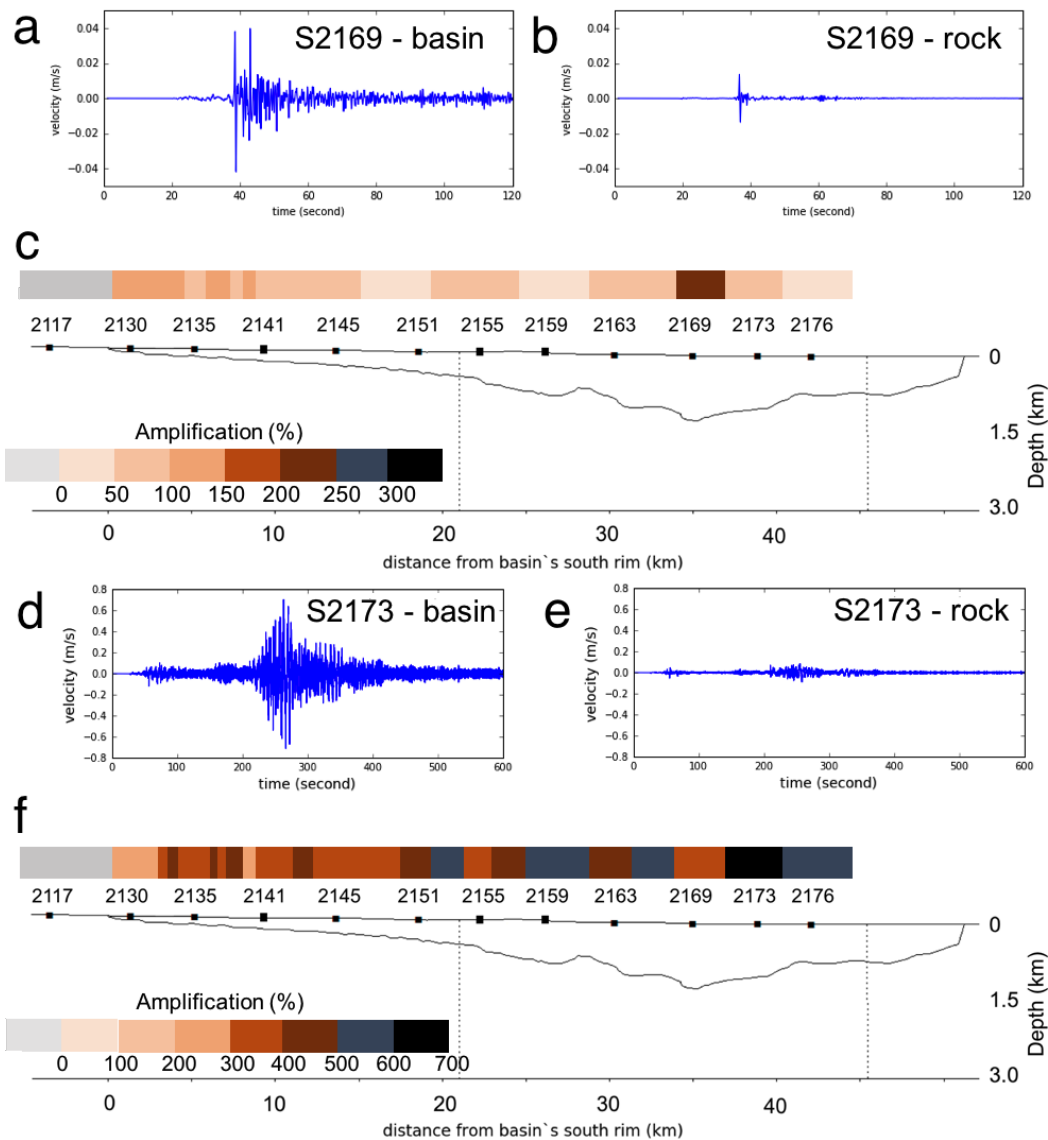 a
S2169 - basin
velocity (m/s)
0.04
0.02
0.00
−0.02
−0.04
0 20 40 60 80 100 120
time (second)
b
S2169 - rock
velocity (m/s)
0.04
0.02
0.00
−0.02
−0.04
0 20 40 60 80 100 120
time (second)
c
2117 2130 2135 2141 2145 2151 2155 2159 2163 2169 2173 2176
0
1.5
3.0
Depth (km)
Amplification (%)
0 50 100 150 200 250 300
0 10 20 30 40
distance from basin`s south rim (km)
d
S2173 - basin
velocity (m/s)
0.8
0.6
0.4
0.2
0.0
−0.2
−0.4
−0.6
−0.8
0 100 200 300 400 500 600
time (second)
e
S2173 - rock
velocity (m/s)
0.8
0.6
0.4
0.2
0.0
−0.2
−0.4
−0.6
−0.8
0 100 200 300 400 500 600
time (second)
f
2117 2130 2135 2141 2145 2151 2155 2159 2163 2169 2173 2176
0
1.5
3.0
Depth (km)
Amplification (%)
0 100 200 300 400 500 600 700
0 10 20 30 40
distance from basin`s south rim (km)